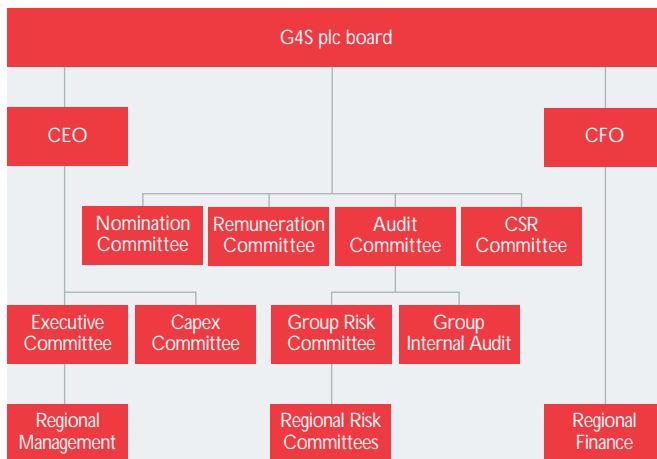 G4S plc board
CEO
CFO
Nomination
Committee
Remuneration
Committee
Audit
Committee
CSR
Committee
Executive
Committee
Capex
Committee
Group Risk
Committee
Group
Internal Audit
Regional
Management
Regional Risk
Committees
Regional
Finance